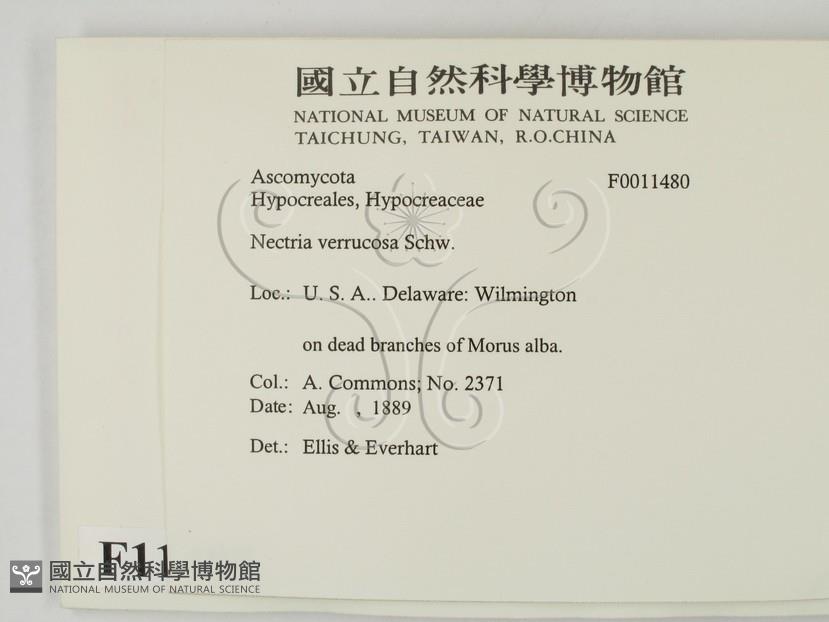 國立自然科學博物館
NATIONAL MUSEUM OF NATURAL SCIENCE
TAICHUNG, TAIWAN, R.O.CHINA
Ascomycota
F0011480
Hypocreales, Hypocreaceae
Nectria verrucosa Schw.
Loc.: U. S. A.. Delaware: Wilmington
on dead branches of Morus alba.
Col.: A. Commons; No. 2371
Date: Aug. , 1889
Det.: Ellis & Everhart
F11
國立自然科學博物館
NATIONAL MUSEUM OF NATURAL SCIENCE